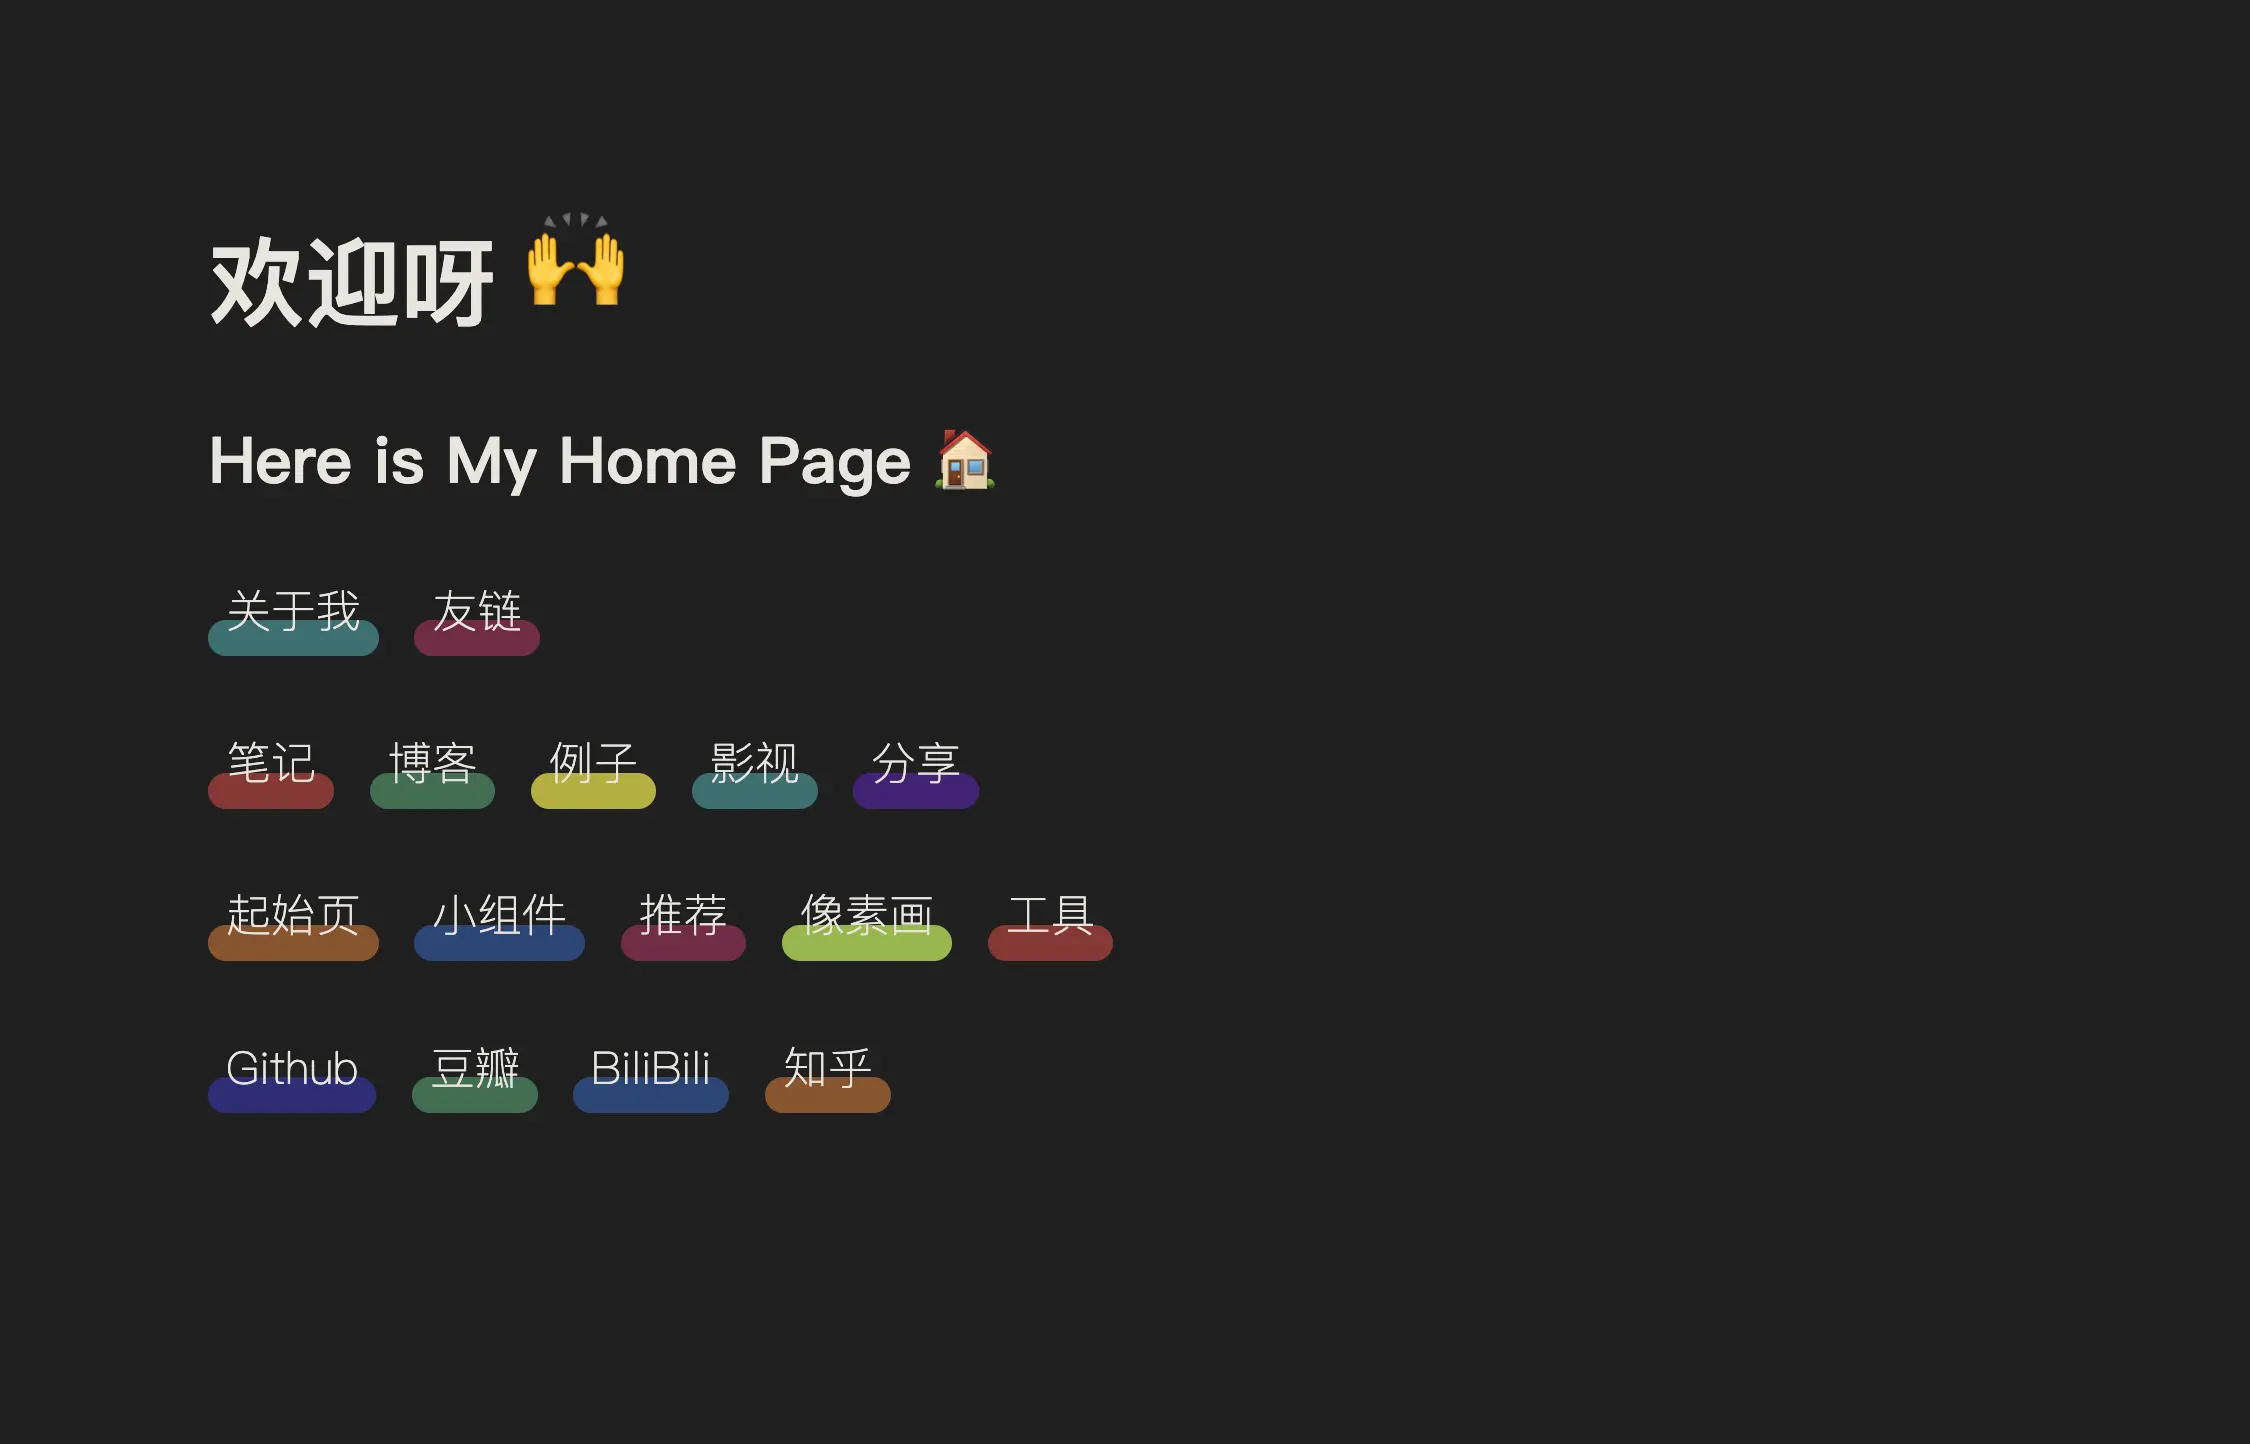 欢迎呀 🙌
Here is My Home Page 🏠
关于我 友链
笔记 博客 例子 影视 分享
起始页 小组件 推荐 像素画 工具
Github 豆瓣 BiliBili 知乎